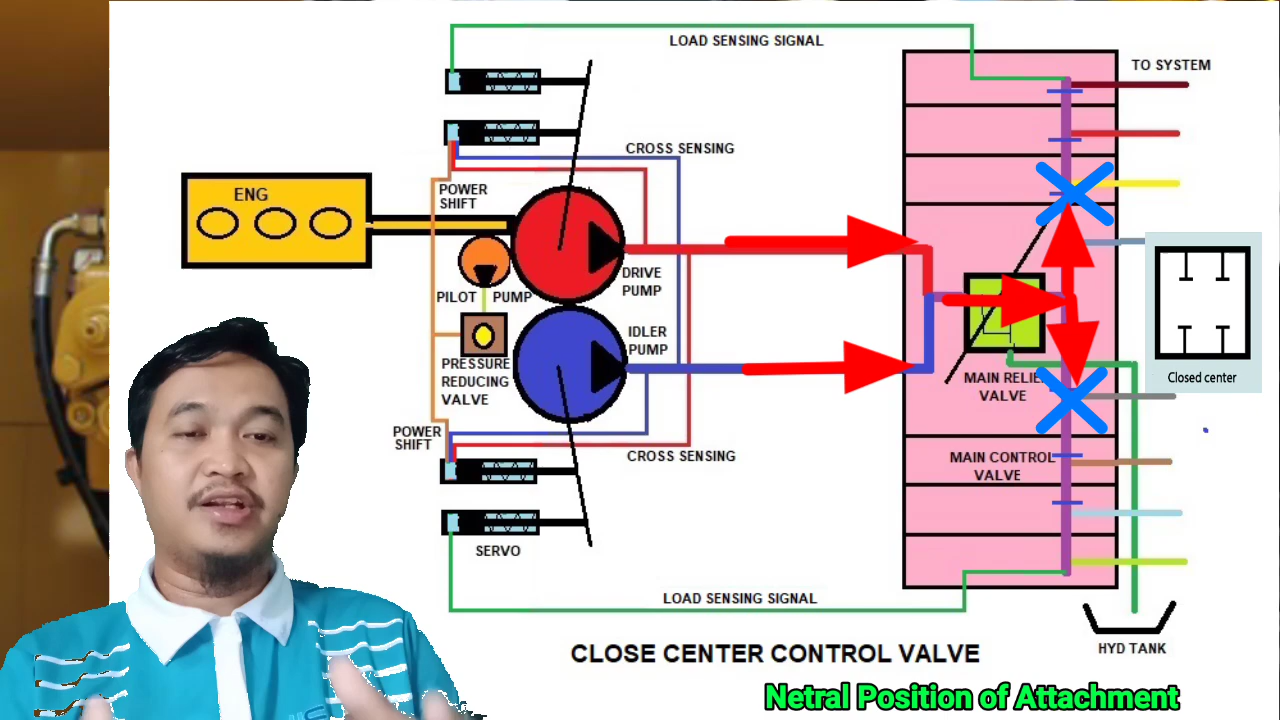 LOAD SENSING SIGNAL
TO SYSTEM
CROSS SENSING
ENG
POWER
SHIFT
DRIVE
PUMP
PILOT PUMP
IDLER
PUMP
PRESSURE
REDUCING
VALVE
MAIN RELIE
VALVE
Closed center
POWER
SHIFT
CROSS SENSING
MAIN CONTROL
VALVE
SERVO
LOAD SENSING SIGNAL
HYD TANK
CLOSE CENTER CONTROL VALVE
Netral Position of Attachment